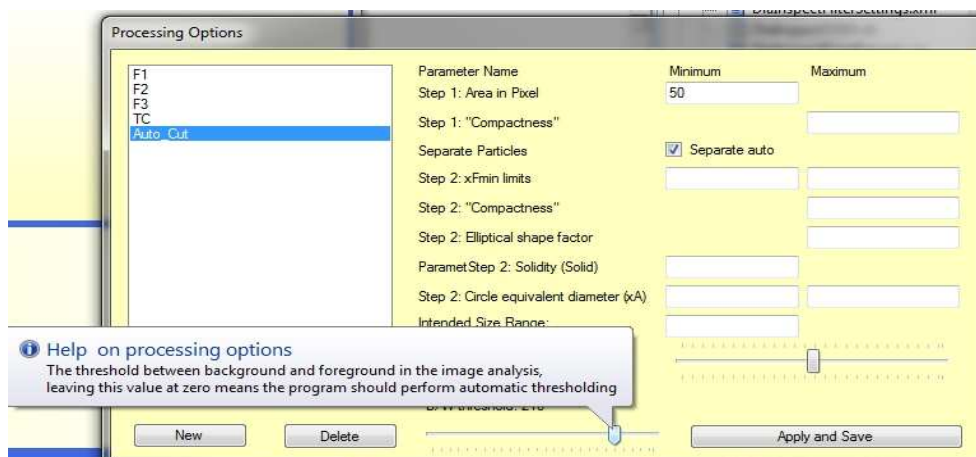 DiainspectFilterSettings.xml
Processing Options
F1
F2
F3
TC
Auto_Cut
Parameter Name Minimum Maximum
Step 1: Area in Pixel 50
Step 1: "Compactness"
Separate Particles Separate auto
Step 2: xFmin limits
Step 2: "Compactness"
Step 2: Elliptical shape factor
ParametStep 2: Solidity (Solid)
Step 2: Circle equivalent diameter (xA)
Intended Size Range:
Help on processing options
The threshold between background and foreground in the image analysis,
leaving this value at zero means the program should perform automatic thresholding
New Delete Apply and Save